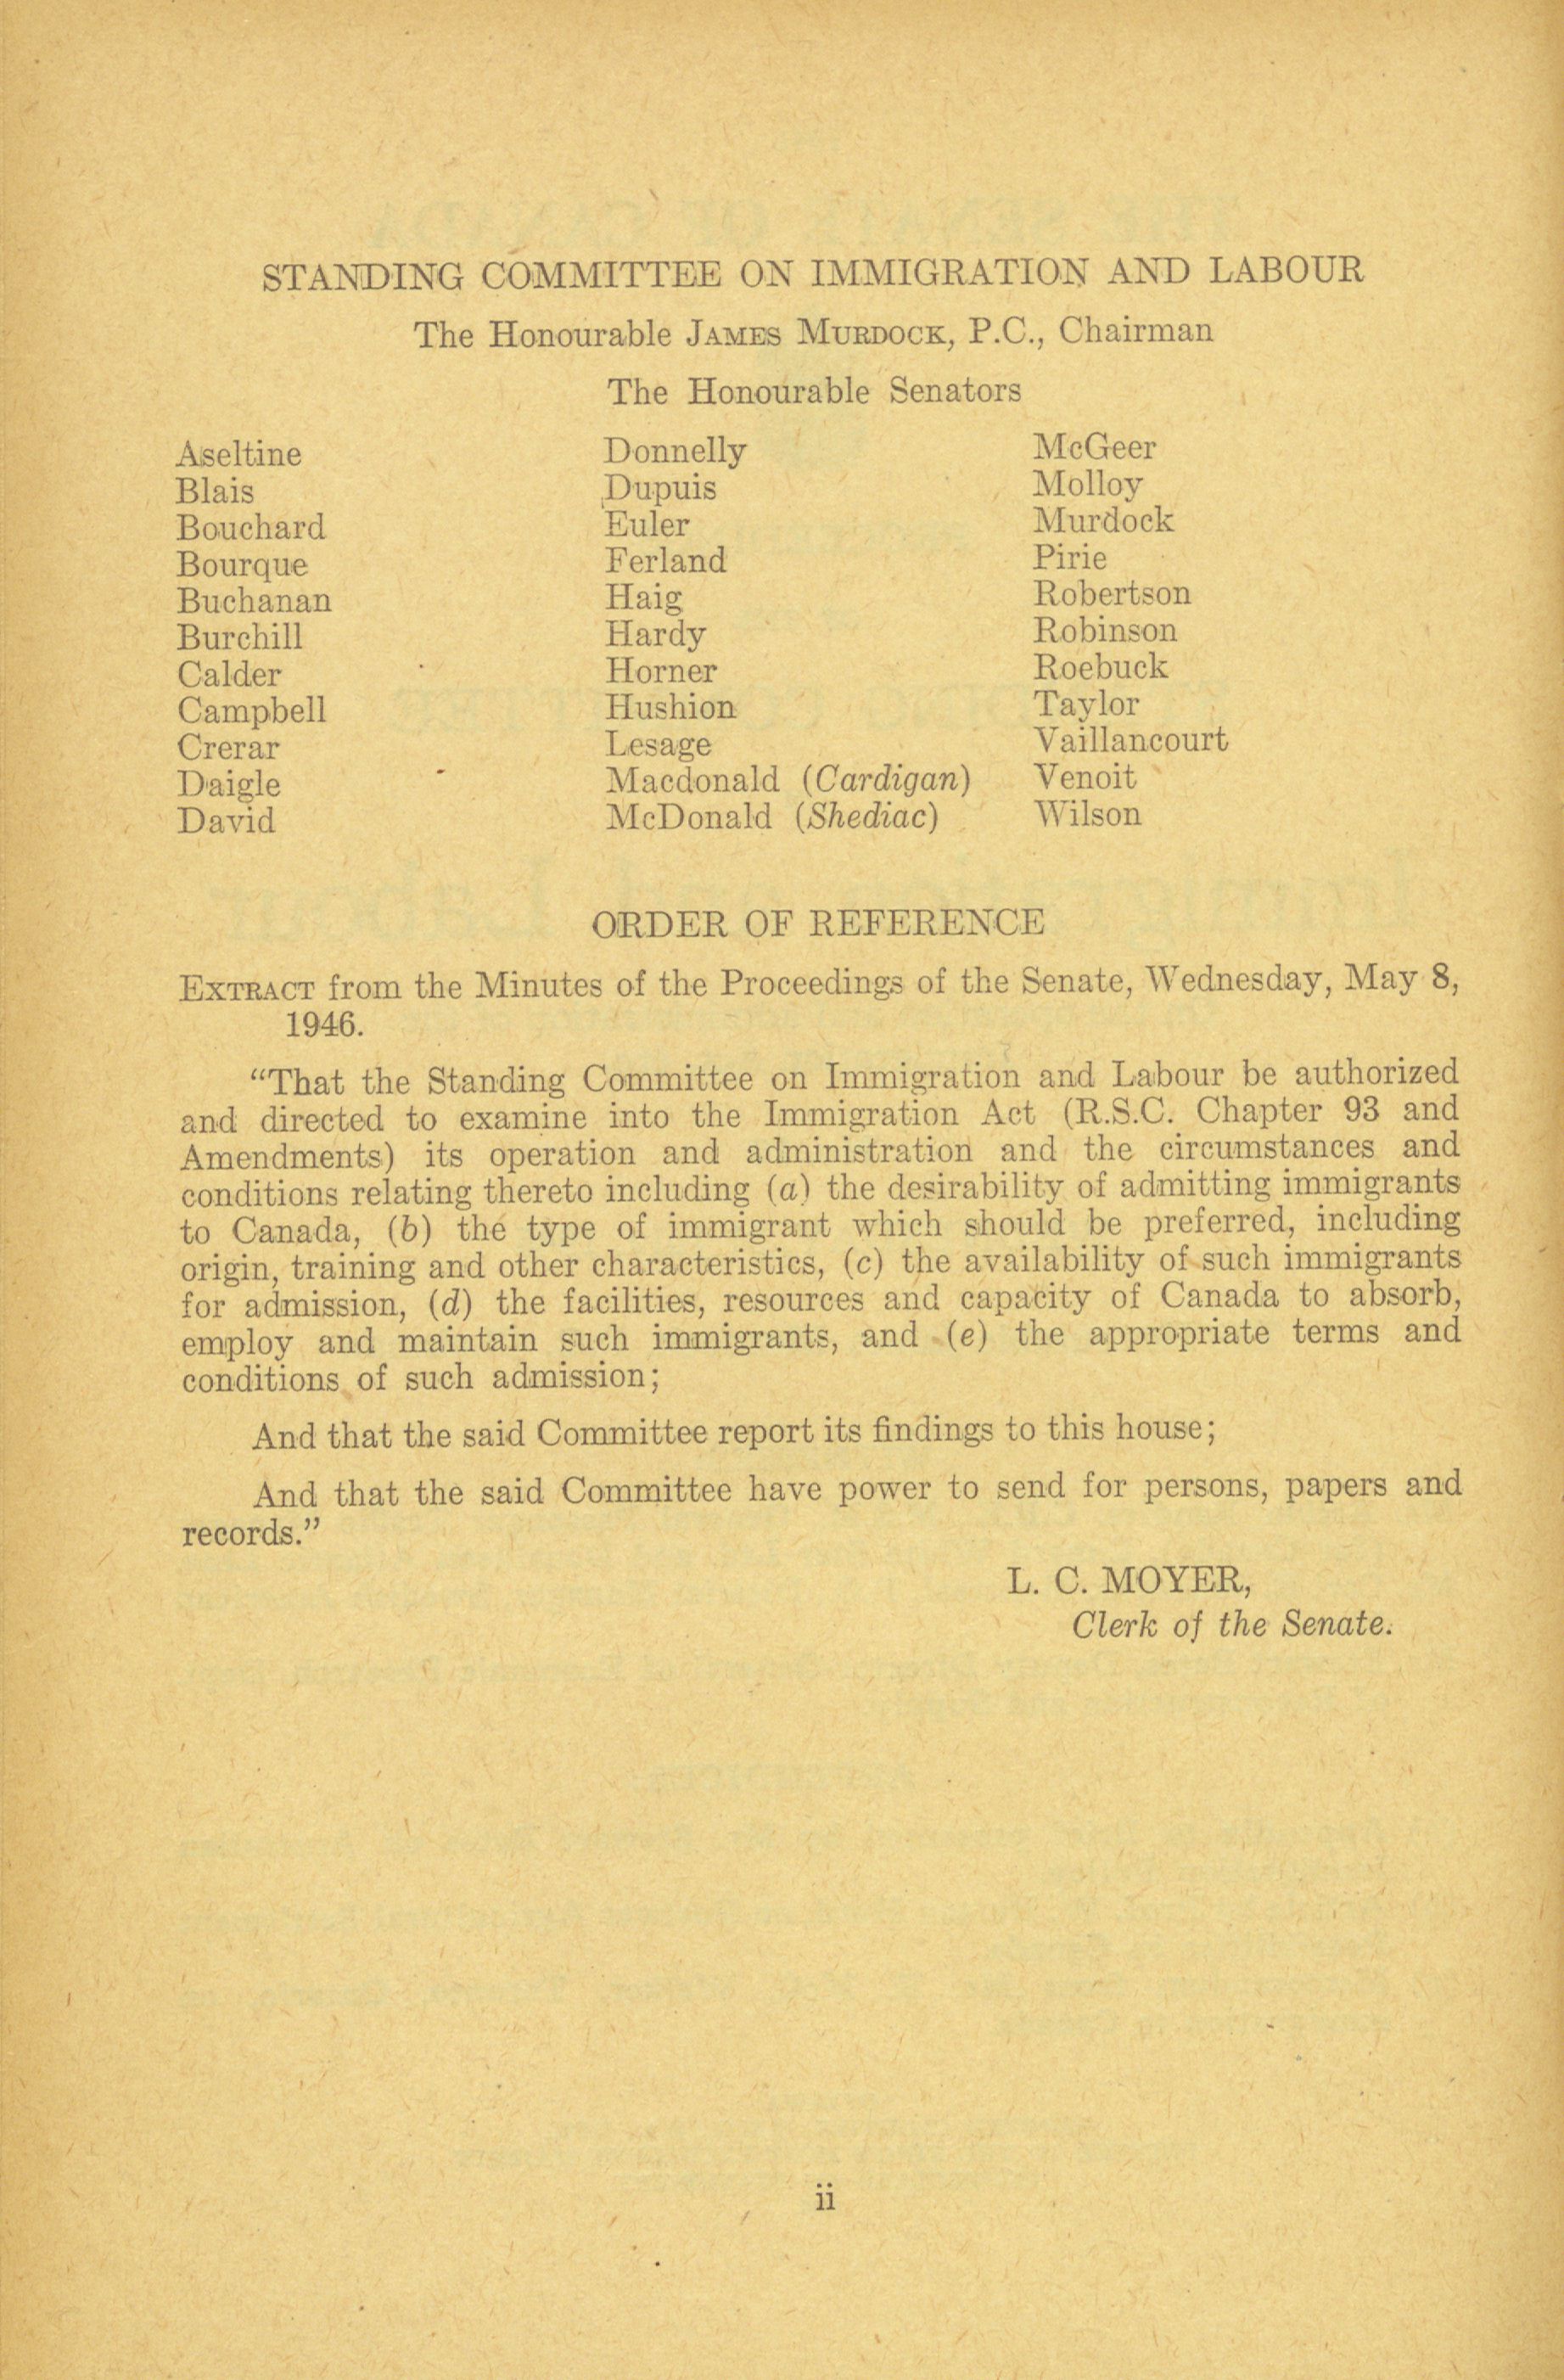 STANDING COMMITTEE ON IMMIGRATION AND LABOUR
The Honourable JAMES MURDOCK, P.C., Chairman
The Honourable Senators
Aseltine
Blais
Bouchard
Bourque
Buchanan
Burchill
Calder
Campbell
Crerar
Daigle
David
Donnelly
Dupuis
Euler
Ferland
Haig
Hardy
Horner
Hushion
Lesage
Macdonald (Cardigan)
McDonald (Shediac)
McGeer
Molloy
Murdock
Pirie
Robertson
Robinson
Roebuck
Taylor
Vaillancourt
Venoit
Wilson
ORDER OF REFERENCE
EXTRACT from the Minutes of the Proceedings of the Senate, Wednesday, May 8,
1946.
“That the Standing Committee on Immigration and Labour be authorized
and directed to examine into the Immigration Act (R.S.C. Chapter 93 and
Amendments) its operation and administration and the circumstances and
conditions relating thereto including (a) the desirability of admitting immigrants
to Canada, (b) the type of immigrant which should be preferred, including
origin, training and other characteristics, (c) the availability of such immigrants
for admission, (d) the facilities, resources and capacity of Canada to absorb,
employ and maintain such immigrants, and (e) the appropriate terms and
conditions of such admission;
And that the said Committee report its findings to this house;
And that the said Committee have power to send for persons, papers and
records.”
L. C. MOYER,
Clerk of the Senate.
ii